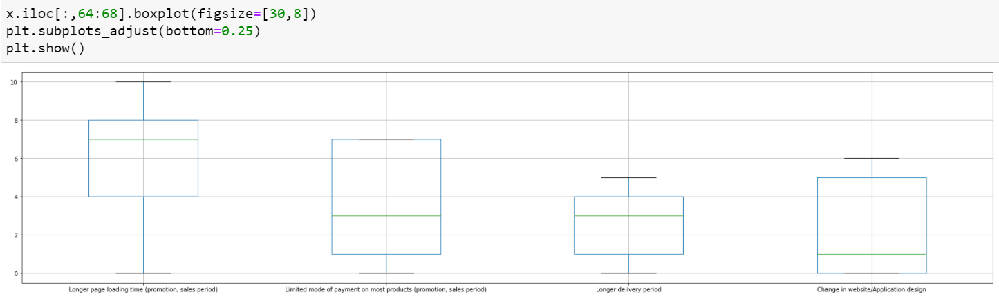 x.iloc[:,64:68].boxplot(figsize=[30,8])
plt.subplots_adjust(bottom=0.25)
plt.show()
10
8
6
4
2
0
Longer page loading time (promotion, sales period) Limited mode of payment on most products (promotion, sales period) Longer delivery period Change in website/Application design